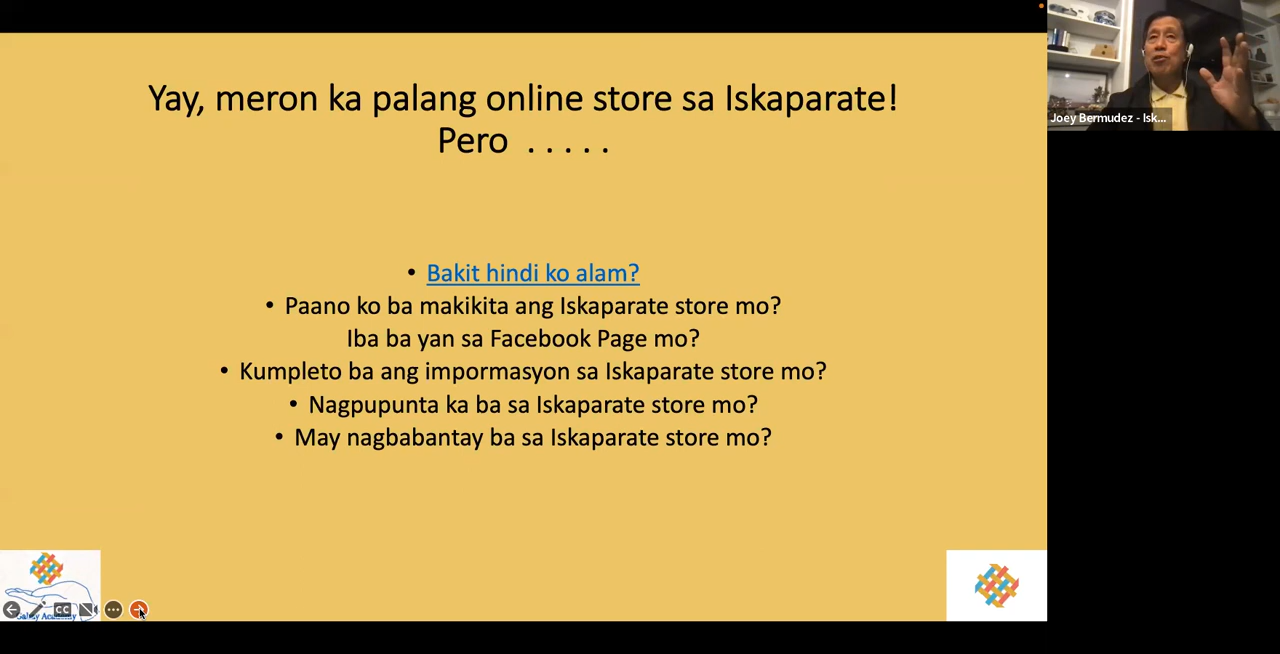 Yay, meron ka palang online store sa Iskaparate!
Pero . . . . .
• Bakit hindi ko alam?
• Paano ko ba makikita ang Iskaparate store mo?
Iba ba yan sa Facebook Page mo?
• Kumpleto ba ang impormasyon sa Iskaparate store mo?
• Nagpupunta ka ba sa Iskaparate store mo?
• May nagbabantay ba sa Iskaparate store mo?
Joey Bermudez - Isk...
CC
Academy